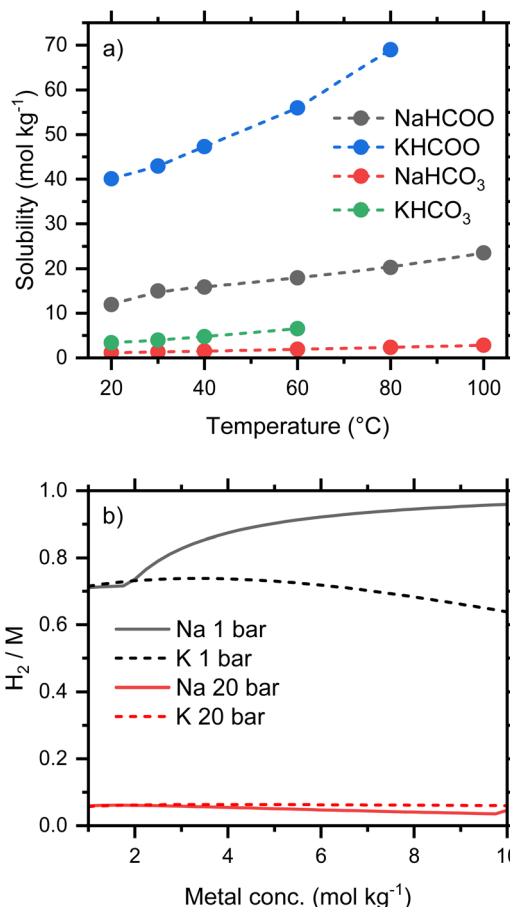 a)
70
60
50
40
30
20
10
0
Solubility (mol kg⁻¹)
NaHCOO
KHCOO
NaHCO₃
KHCO₃
20 40 60 80 100
Temperature (°C)
b)
1.0
0.8
0.6
0.4
0.2
0.0
H₂ / M
Na 1 bar
K 1 bar
Na 20 bar
K 20 bar
2 4 6 8 10
Metal conc. (mol kg⁻¹)